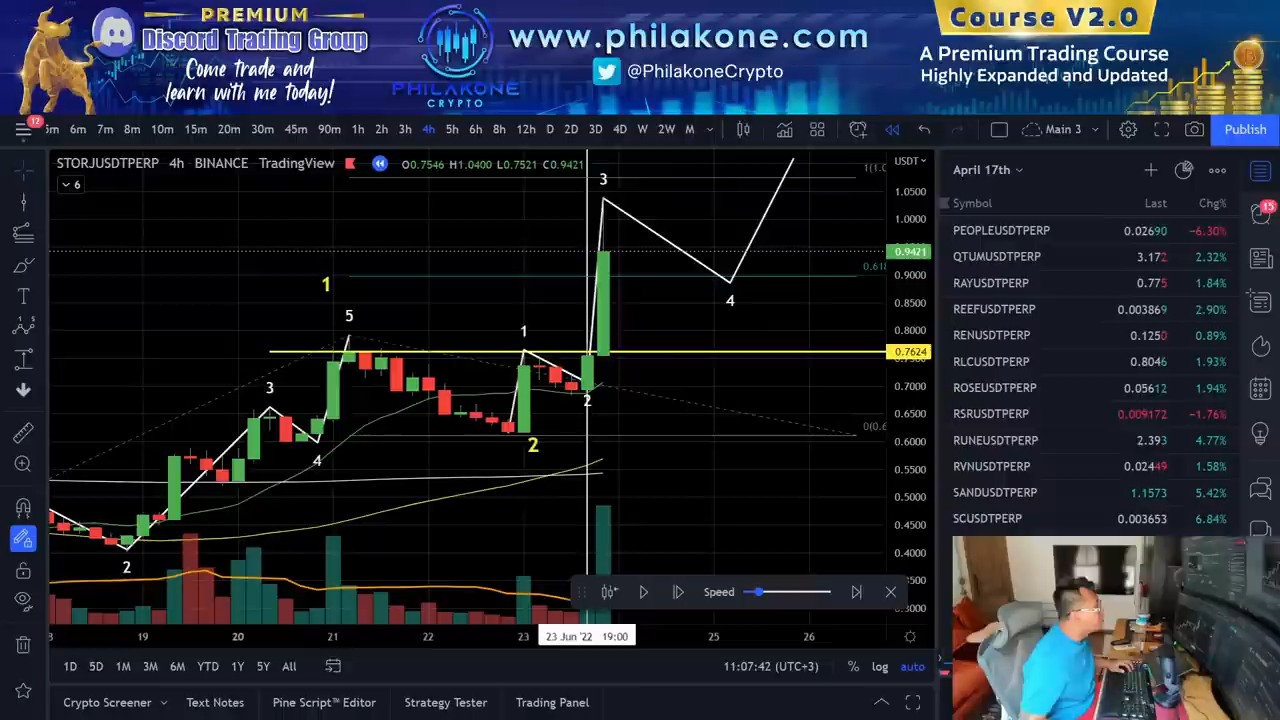 PREMIUM
Discord Trading Group
Come trade and
learn with me today!
PHILAKONE
CRYPTO
www.philakone.com
@PhilakoneCrypto
Course V2.0
A Premium Trading Course
Highly Expanded and Updated
12
5m 6m 7m 8m 10m 15m 20m 30m 45m 90m 1h 2h 3h 4h 5h 6h 8h 12h D 2D 3D 4D W 2W M
Main 3
Publish
STORJUSDTPERP 4h BINANCE TradingView
O0.7546 H1.0400 L0.7521 C0.9421
6
USDT
1.0500
1.0000
0.9421
0.9000
0.8500
0.8000
0.7624
0.7000
0.6500
0.6000
0.5500
0.5000
0.4500
0.4000
0.3000
3
1
5
1
4
3
2
4
2
2
19 20 21 22 23 25 26
23 Jun '22 19:00
Speed
1D 5D 1M 3M 6M YTD 1Y 5Y All
11:07:42 (UTC+3)
% log auto
Crypto Screener Text Notes Pine Script™ Editor Strategy Tester Trading Panel
April 17th
15
Symbol Last Chg%
PEOPLEUSDTPERP 0.02690 −6.30%
QTUMUSDTPERP 3.172 2.32%
RAYUSDTPERP 0.775 1.84%
REEFUSDTPERP 0.003869 2.90%
RENUSDTPERP 0.1250 0.89%
RLCUSDTPERP 0.8046 1.93%
ROSEUSDTPERP 0.05612 1.94%
RSRUSDTPERP 0.009172 −1.76%
RUNEUSDTPERP 2.393 4.77%
RVNUSDTPERP 0.02449 1.58%
SANDUSDTPERP 1.1573 5.42%
SCUSDTPERP 0.003653 6.84%